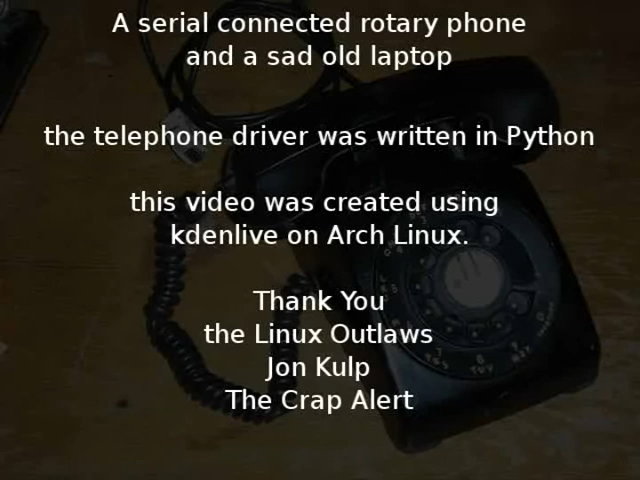 A serial connected rotary phone
and a sad old laptop
the telephone driver was written in Python
this video was created using
kdenlive on Arch Linux.
Thank You
the Linux Outlaws
Jon Kulp
The Crap Alert